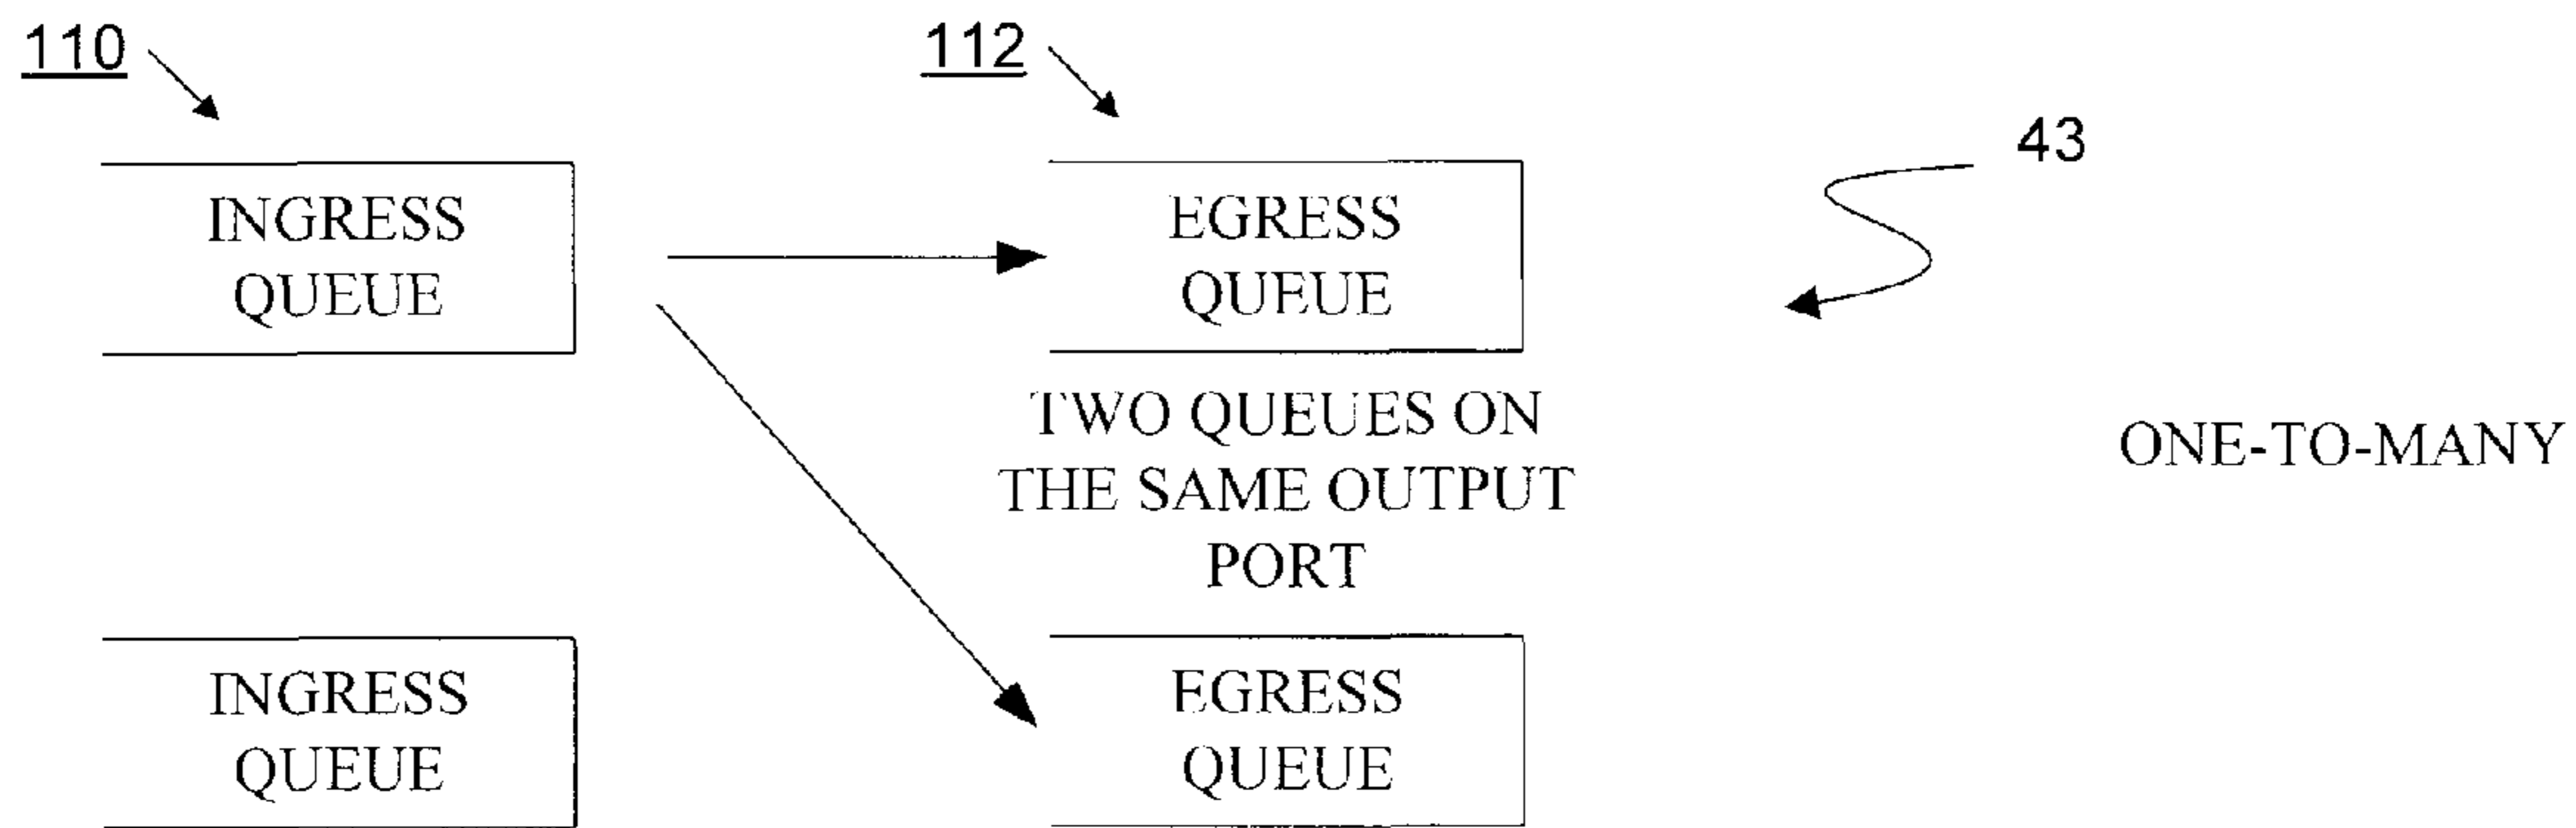 110
112
43
INGRESS
QUEUE
EGRESS
QUEUE
TWO QUEUES ON
THE SAME OUTPUT
PORT
ONE-TO-MANY
INGRESS
QUEUE
EGRESS
QUEUE